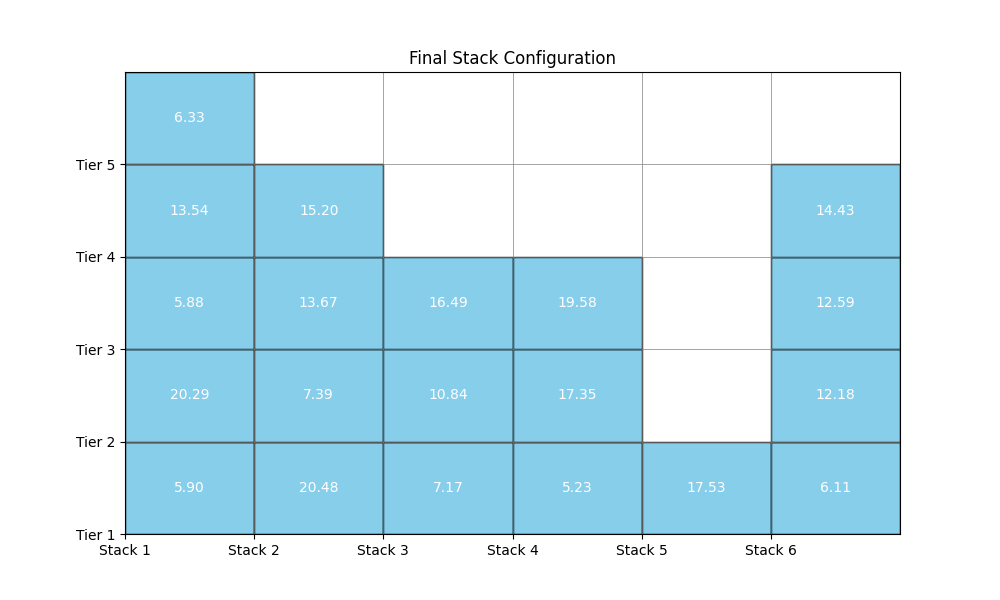 Final Stack Configuration
6.33
Tier 5
13.54 15.20 14.43
Tier 4
5.88 13.67 16.49 19.58 12.59
Tier 3
20.29 7.39 10.84 17.35 12.18
Tier 2
5.90 20.48 7.17 5.23 17.53 6.11
Tier 1
Stack 1 Stack 2 Stack 3 Stack 4 Stack 5 Stack 6